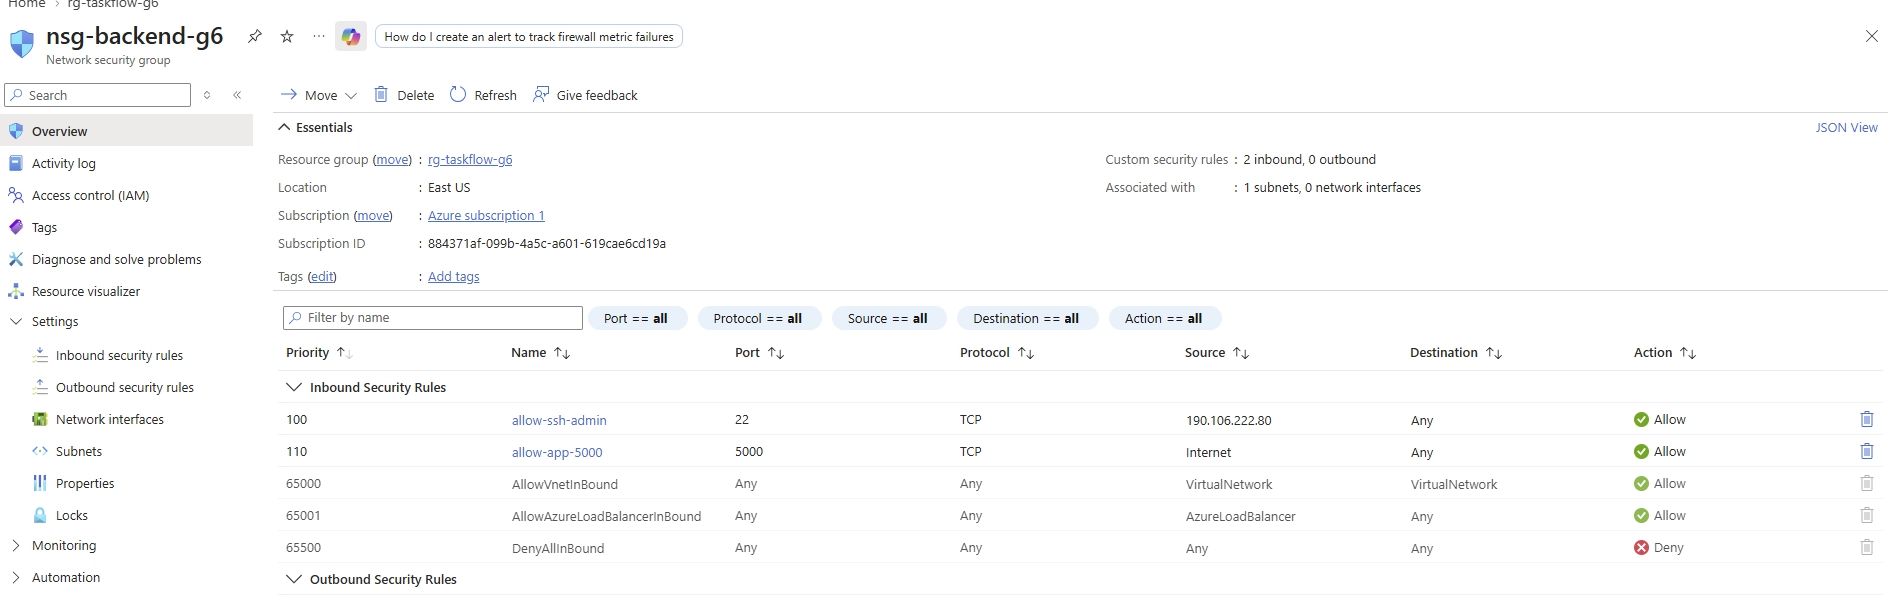 Home > rg-taskflow-g6
nsg-backend-g6
How do I create an alert to track firewall metric failures
Network security group
Search
Move
Delete
Refresh
Give feedback
Overview
Activity log
Access control (IAM)
Tags
Diagnose and solve problems
Resource visualizer
Settings
Inbound security rules
Outbound security rules
Network interfaces
Subnets
Properties
Locks
Monitoring
Automation
Essentials
JSON View
Resource group (move) : rg-taskflow-g6
Location : East US
Subscription (move) : Azure subscription 1
Subscription ID : 884371af-099b-4a5c-a601-619cae6cd19a
Tags (edit) : Add tags
Custom security rules : 2 inbound, 0 outbound
Associated with : 1 subnets, 0 network interfaces
Filter by name
Port == all
Protocol == all
Source == all
Destination == all
Action == all
Priority Name Port Protocol Source Destination Action
Inbound Security Rules
100 allow-ssh-admin 22 TCP 190.106.222.80 Any Allow
110 allow-app-5000 5000 TCP Internet Any Allow
65000 AllowVnetInBound Any Any VirtualNetwork VirtualNetwork Allow
65001 AllowAzureLoadBalancerInBound Any Any AzureLoadBalancer Any Allow
65500 DenyAllInBound Any Any Any Any Deny
Outbound Security Rules